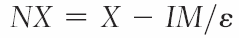 NX = X − IM/ε